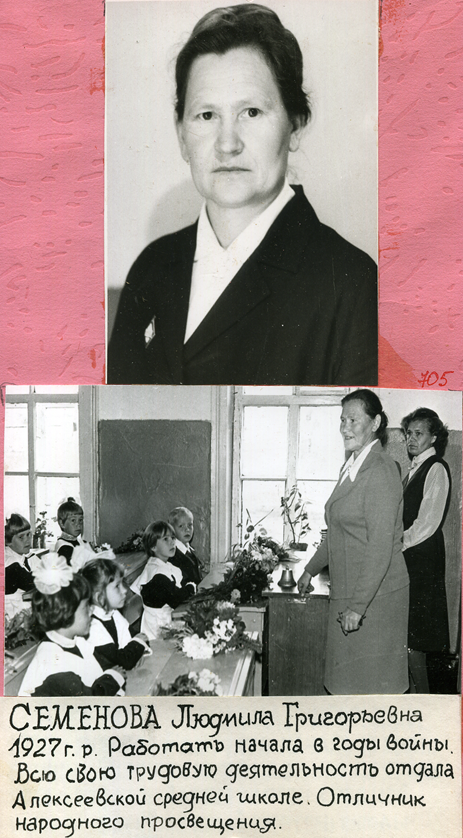 705
СЕМЕНОВА Людмила Григорьевна
1927 г. р. Работать начала в годы войны.
Всю свою трудовую деятельность отдала
Алексеевской средней школе. Отличник
народного просвещения.